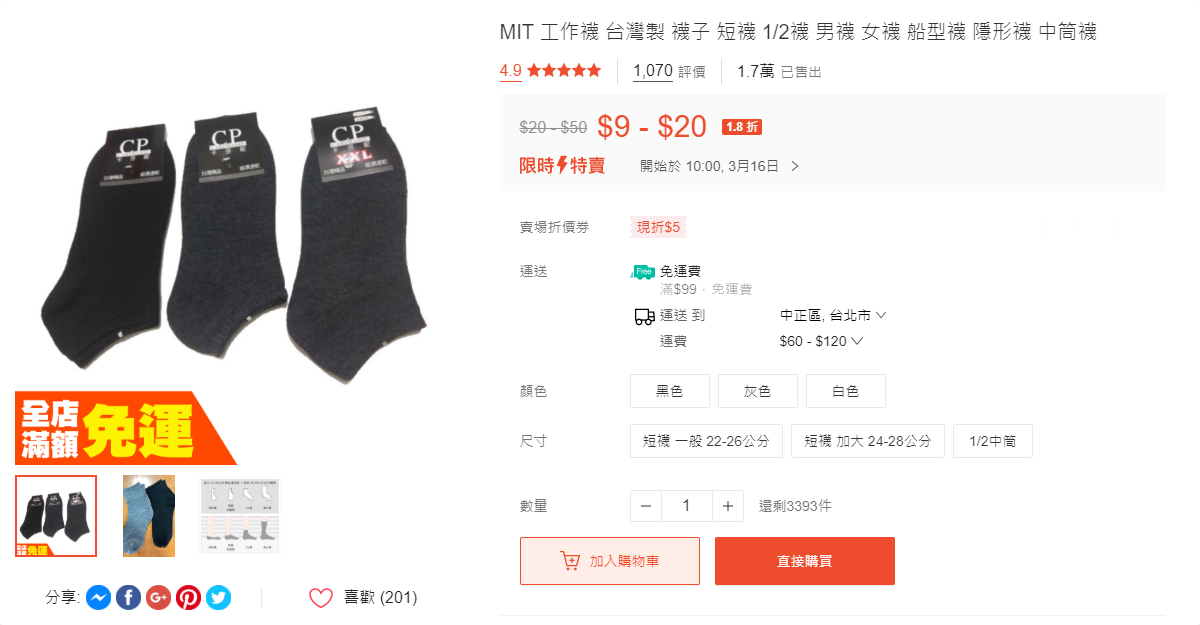 MIT 工作襪 台灣製 襪子 短襪 1/2襪 男襪 女襪 船型襪 隱形襪 中筒襪
4.9
1,070 評價
1.7萬 已售出
$20 - $50 $9 - $20 1.8 折
限時特賣 開始於 10:00, 3月16日
賣場折價券 現折$5
運送 Free 免運費
滿$99 · 免運費
運送 到 中正區, 台北市
運費 $60 - $120
顏色 黑色 灰色 白色
尺寸 短襪 一般 22-26公分 短襪 加大 24-28公分 1/2中筒
數量 1 還剩3393件
加入購物車 直接購買
CP
CP
CP
XXL
全店
滿額
免運
分享: 喜歡 (201)